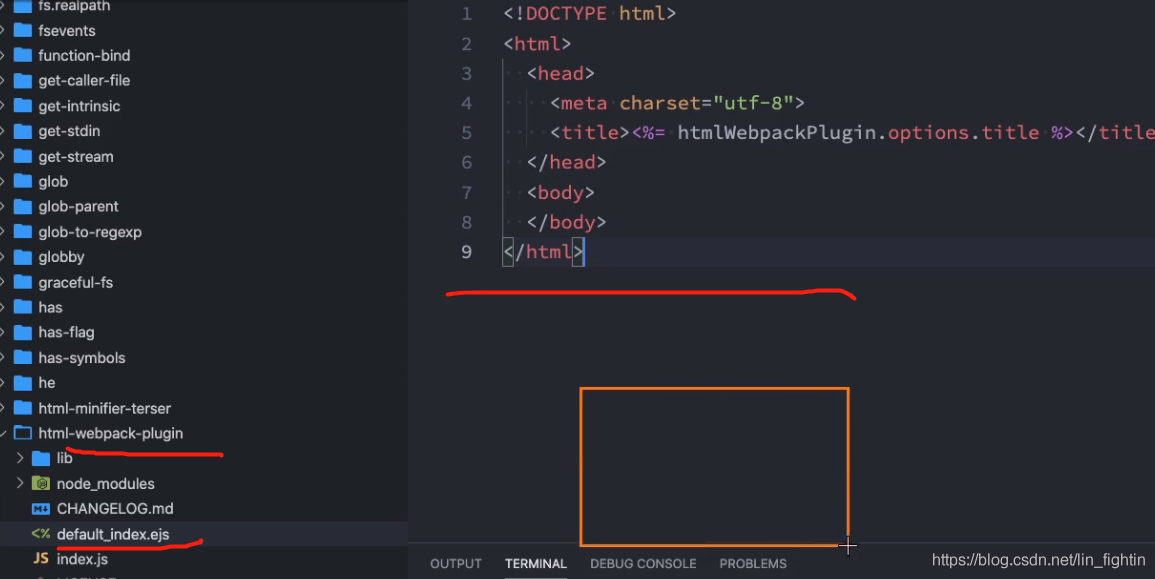 fs.realpath
fsevents
function-bind
get-caller-file
get-intrinsic
get-stdin
get-stream
glob
glob-parent
glob-to-regexp
globby
graceful-fs
has
has-flag
has-symbols
he
html-minifier-terser
html-webpack-plugin
lib
node_modules
CHANGELOG.md
<% default_index.ejs
JS index.js
1 <!DOCTYPE html>
2 <html>
3 <head>
4 <meta charset="utf-8">
5 <title><%= htmlWebpackPlugin.options.title %></title
6 </head>
7 <body>
8 </body>
9 </html>
OUTPUT TERMINAL DEBUG CONSOLE PROBLEMS
https://blog.csdn.net/lin_fightin